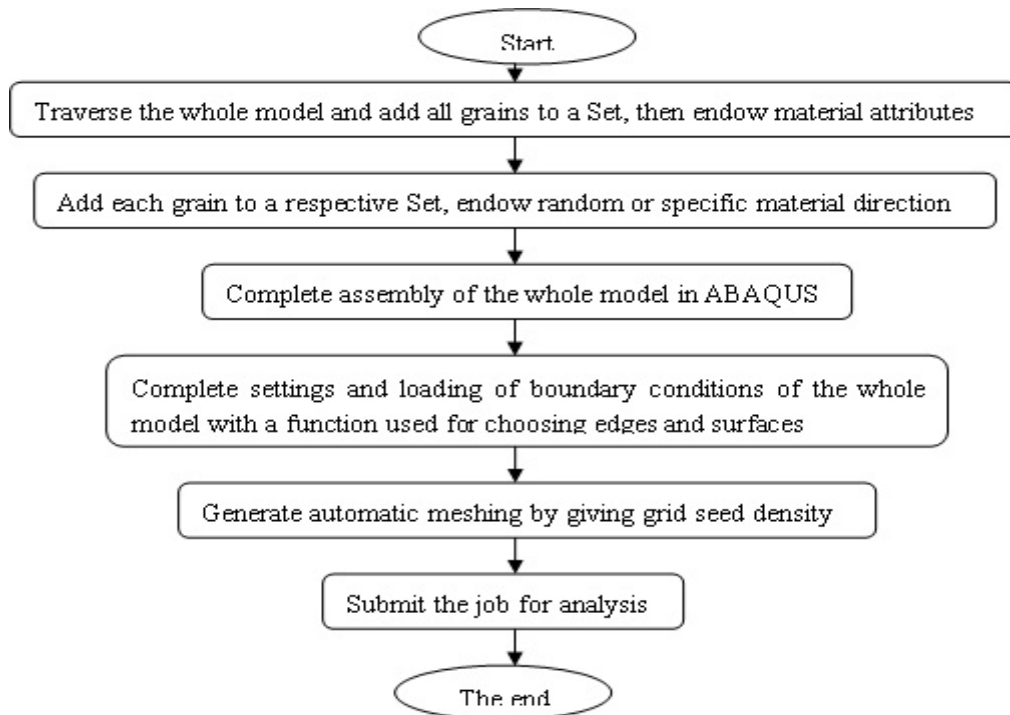 Start
Traverse the whole model and add all grains to a Set, then endow material attributes
Add each grain to a respective Set, endow random or specific material direction
Complete assembly of the whole model in ABAQUS
Complete settings and loading of boundary conditions of the whole
model with a function used for choosing edges and surfaces
Generate automatic meshing by giving grid seed density
Submit the job for analysis
The end